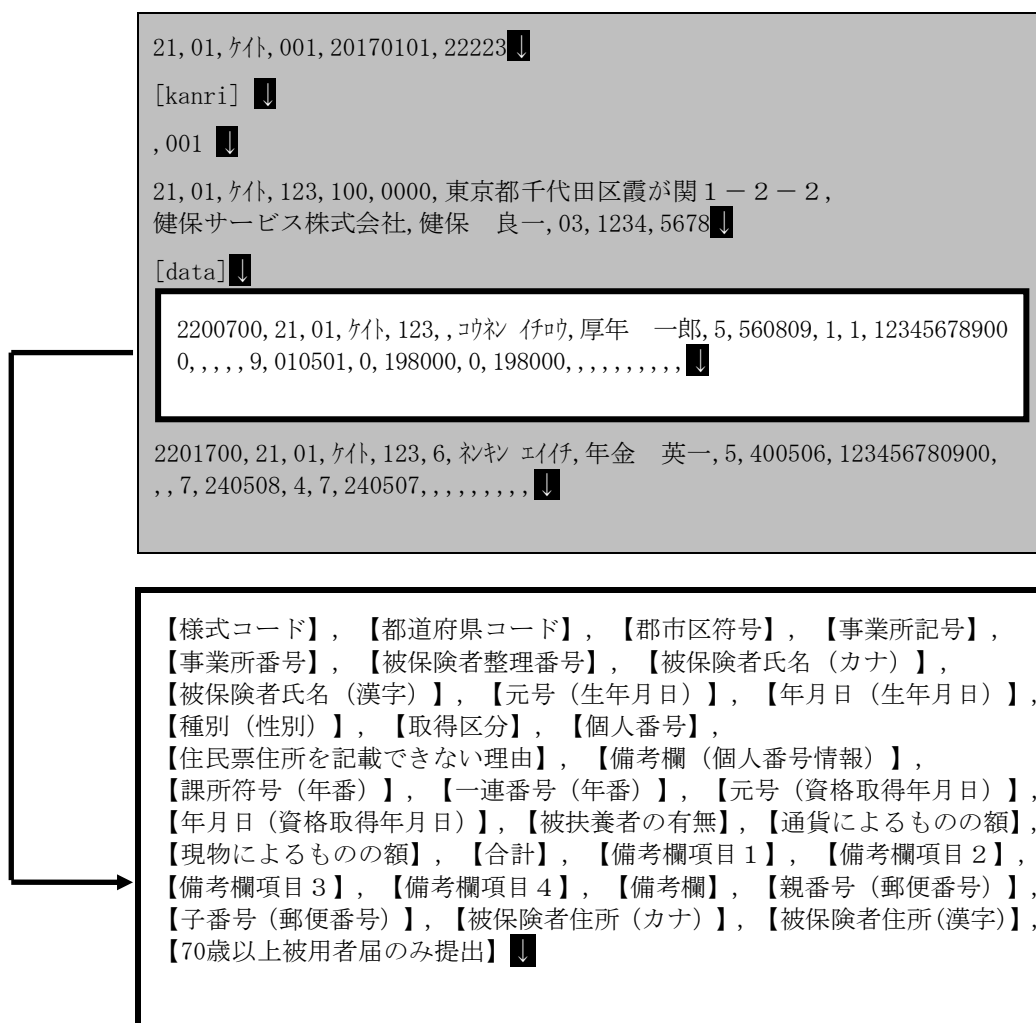 21,01,ｹｲﾄ,001,20170101,22223↓
[kanri] ↓
,001 ↓
21,01,ｹｲﾄ,123,100,0000,東京都千代田区霞が関１－２－２,
健保サービス株式会社,健保　良一,03,1234,5678↓
[data]↓
2200700,21,01,ｹｲﾄ,123,,ｺｳﾈﾝ ｲﾁﾛｳ,厚年　一郎,5,560809,1,1,12345678900
0,,,,,9,010501,0,198000,0,198000,,,,,,,,,,↓
2201700,21,01,ｹｲﾄ,123,6,ﾈﾝｷﾝ ｴｲｲﾁ,年金　英一,5,400506,123456780900,
,,7,240508,4,7,240507,,,,,,,,,↓
【様式コード】, 【都道府県コード】, 【郡市区符号】, 【事業所記号】,
【事業所番号】, 【被保険者整理番号】, 【被保険者氏名（カナ）】,
【被保険者氏名（漢字）】, 【元号（生年月日）】, 【年月日（生年月日）】,
【種別（性別）】, 【取得区分】, 【個人番号】,
【住民票住所を記載できない理由】, 【備考欄（個人番号情報）】,
【課所符号（年番）】, 【一連番号（年番）】, 【元号（資格取得年月日）】,
【年月日（資格取得年月日）】,【被扶養者の有無】,【通貨によるものの額】,
【現物によるものの額】, 【合計】, 【備考欄項目１】, 【備考欄項目２】,
【備考欄項目３】, 【備考欄項目４】, 【備考欄】, 【親番号（郵便番号）】,
【子番号（郵便番号）】,【被保険者住所（カナ）】,【被保険者住所(漢字)】,
【70歳以上被用者届のみ提出】↓